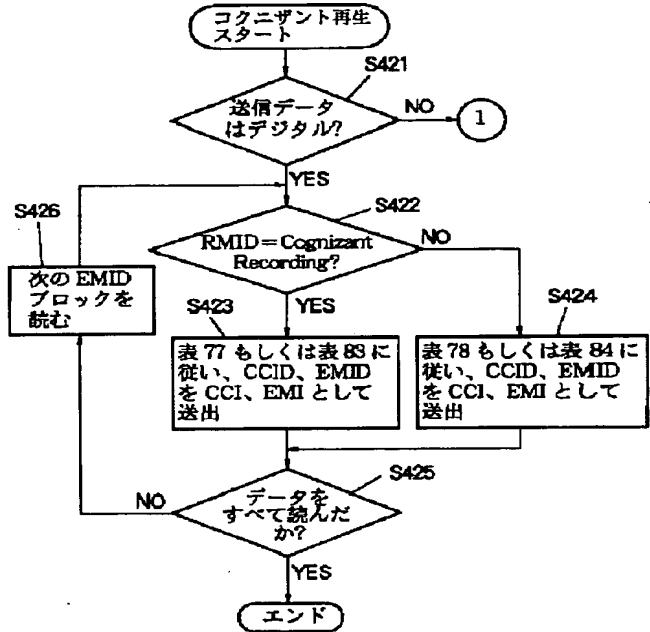 コクニザント再生
スタート
S421
送信データ
はデジタル?
NO
1
YES
S426
S422
RMID=Cognizant
Recording?
NO
次の EMID
ブロックを
読む
S423
YES
S424
表 77 もしくは表 83 に
従い、CCID、EMID
を CCI、EMI として
送出
表 78 もしくは表 84 に
従い、CCID、EMID
を CCI、EMI として
送出
S425
NO
データを
すべて読んだ
か?
YES
エンド